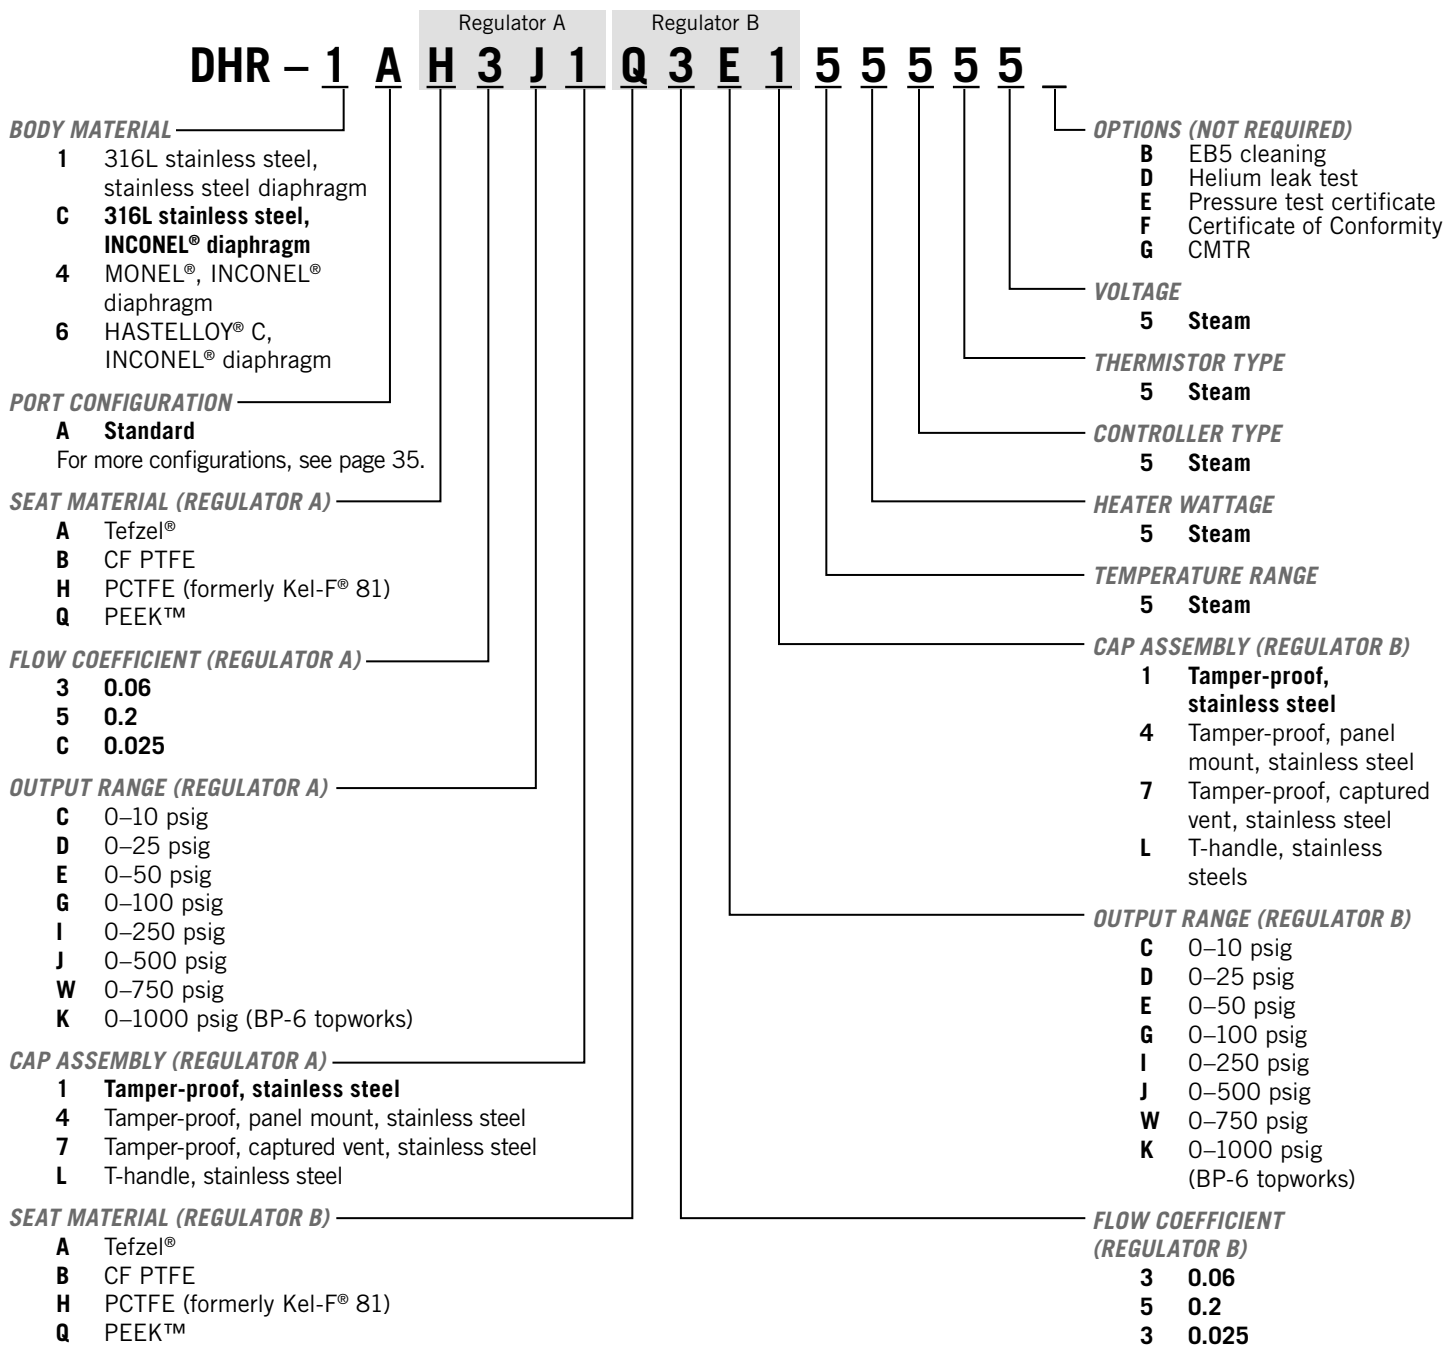 Regulator A Regulator B
DHR – 1 A H 3 J 1 Q 3 E 1 5 5 5 5 5 _
BODY MATERIAL
1 316L stainless steel,
stainless steel diaphragm
C 316L stainless steel,
INCONEL® diaphragm
4 MONEL®, INCONEL®
diaphragm
6 HASTELLOY® C,
INCONEL® diaphragm
PORT CONFIGURATION
A Standard
For more configurations, see page 35.
SEAT MATERIAL (REGULATOR A)
A Tefzel®
B CF PTFE
H PCTFE (formerly Kel-F® 81)
Q PEEK™
FLOW COEFFICIENT (REGULATOR A)
3 0.06
5 0.2
C 0.025
OUTPUT RANGE (REGULATOR A)
C 0–10 psig
D 0–25 psig
E 0–50 psig
G 0–100 psig
I 0–250 psig
J 0–500 psig
W 0–750 psig
K 0–1000 psig (BP-6 topworks)
CAP ASSEMBLY (REGULATOR A)
1 Tamper-proof, stainless steel
4 Tamper-proof, panel mount, stainless steel
7 Tamper-proof, captured vent, stainless steel
L T-handle, stainless steel
SEAT MATERIAL (REGULATOR B)
A Tefzel®
B CF PTFE
H PCTFE (formerly Kel-F® 81)
Q PEEK™
OPTIONS (NOT REQUIRED)
B EB5 cleaning
D Helium leak test
E Pressure test certificate
F Certificate of Conformity
G CMTR
VOLTAGE
5 Steam
THERMISTOR TYPE
5 Steam
CONTROLLER TYPE
5 Steam
HEATER WATTAGE
5 Steam
TEMPERATURE RANGE
5 Steam
CAP ASSEMBLY (REGULATOR B)
1 Tamper-proof,
stainless steel
4 Tamper-proof, panel
mount, stainless steel
7 Tamper-proof, captured
vent, stainless steel
L T-handle, stainless
steels
OUTPUT RANGE (REGULATOR B)
C 0–10 psig
D 0–25 psig
E 0–50 psig
G 0–100 psig
I 0–250 psig
J 0–500 psig
W 0–750 psig
K 0–1000 psig
(BP-6 topworks)
FLOW COEFFICIENT
(REGULATOR B)
3 0.06
5 0.2
3 0.025